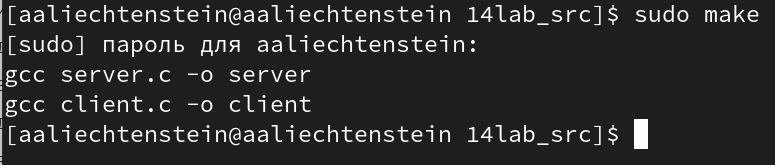 [aaliechtenstein@aaliechtenstein 14lab_src]$ sudo make
[sudo] пароль для aaliechtenstein:
gcc server.c -o server
gcc client.c -o client
[aaliechtenstein@aaliechtenstein 14lab_src]$